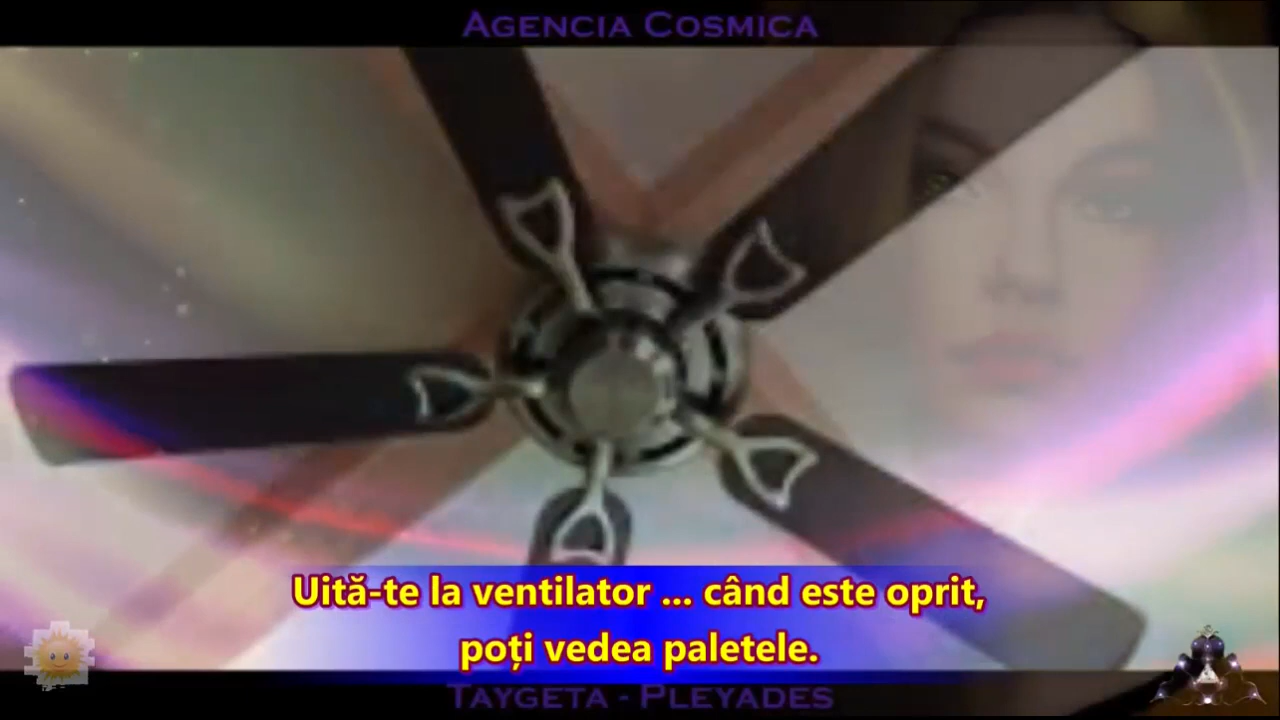 AGENCIA COSMICA
Uită-te la ventilator ... când este oprit,
poți vedea paletele.
TAYGETA - PLEYADES